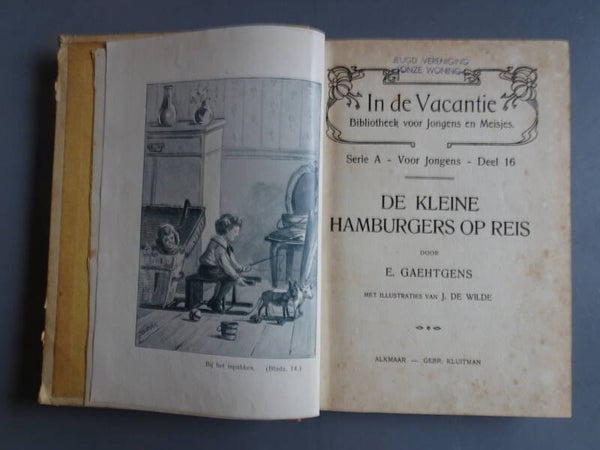 Bij het inpakken. (Bladz. 14.)
JEUGD VEREENIGING
ONZE WONING
In de Vacantie
Bibliotheek voor Jongens en Meisjes.
Serie A - Voor Jongens - Deel 16
DE KLEINE
HAMBURGERS OP REIS
DOOR
E. GAEHTGENS
MET ILLUSTRATIES VAN J. DE WILDE
ALKMAAR — GEBR. KLUITMAN